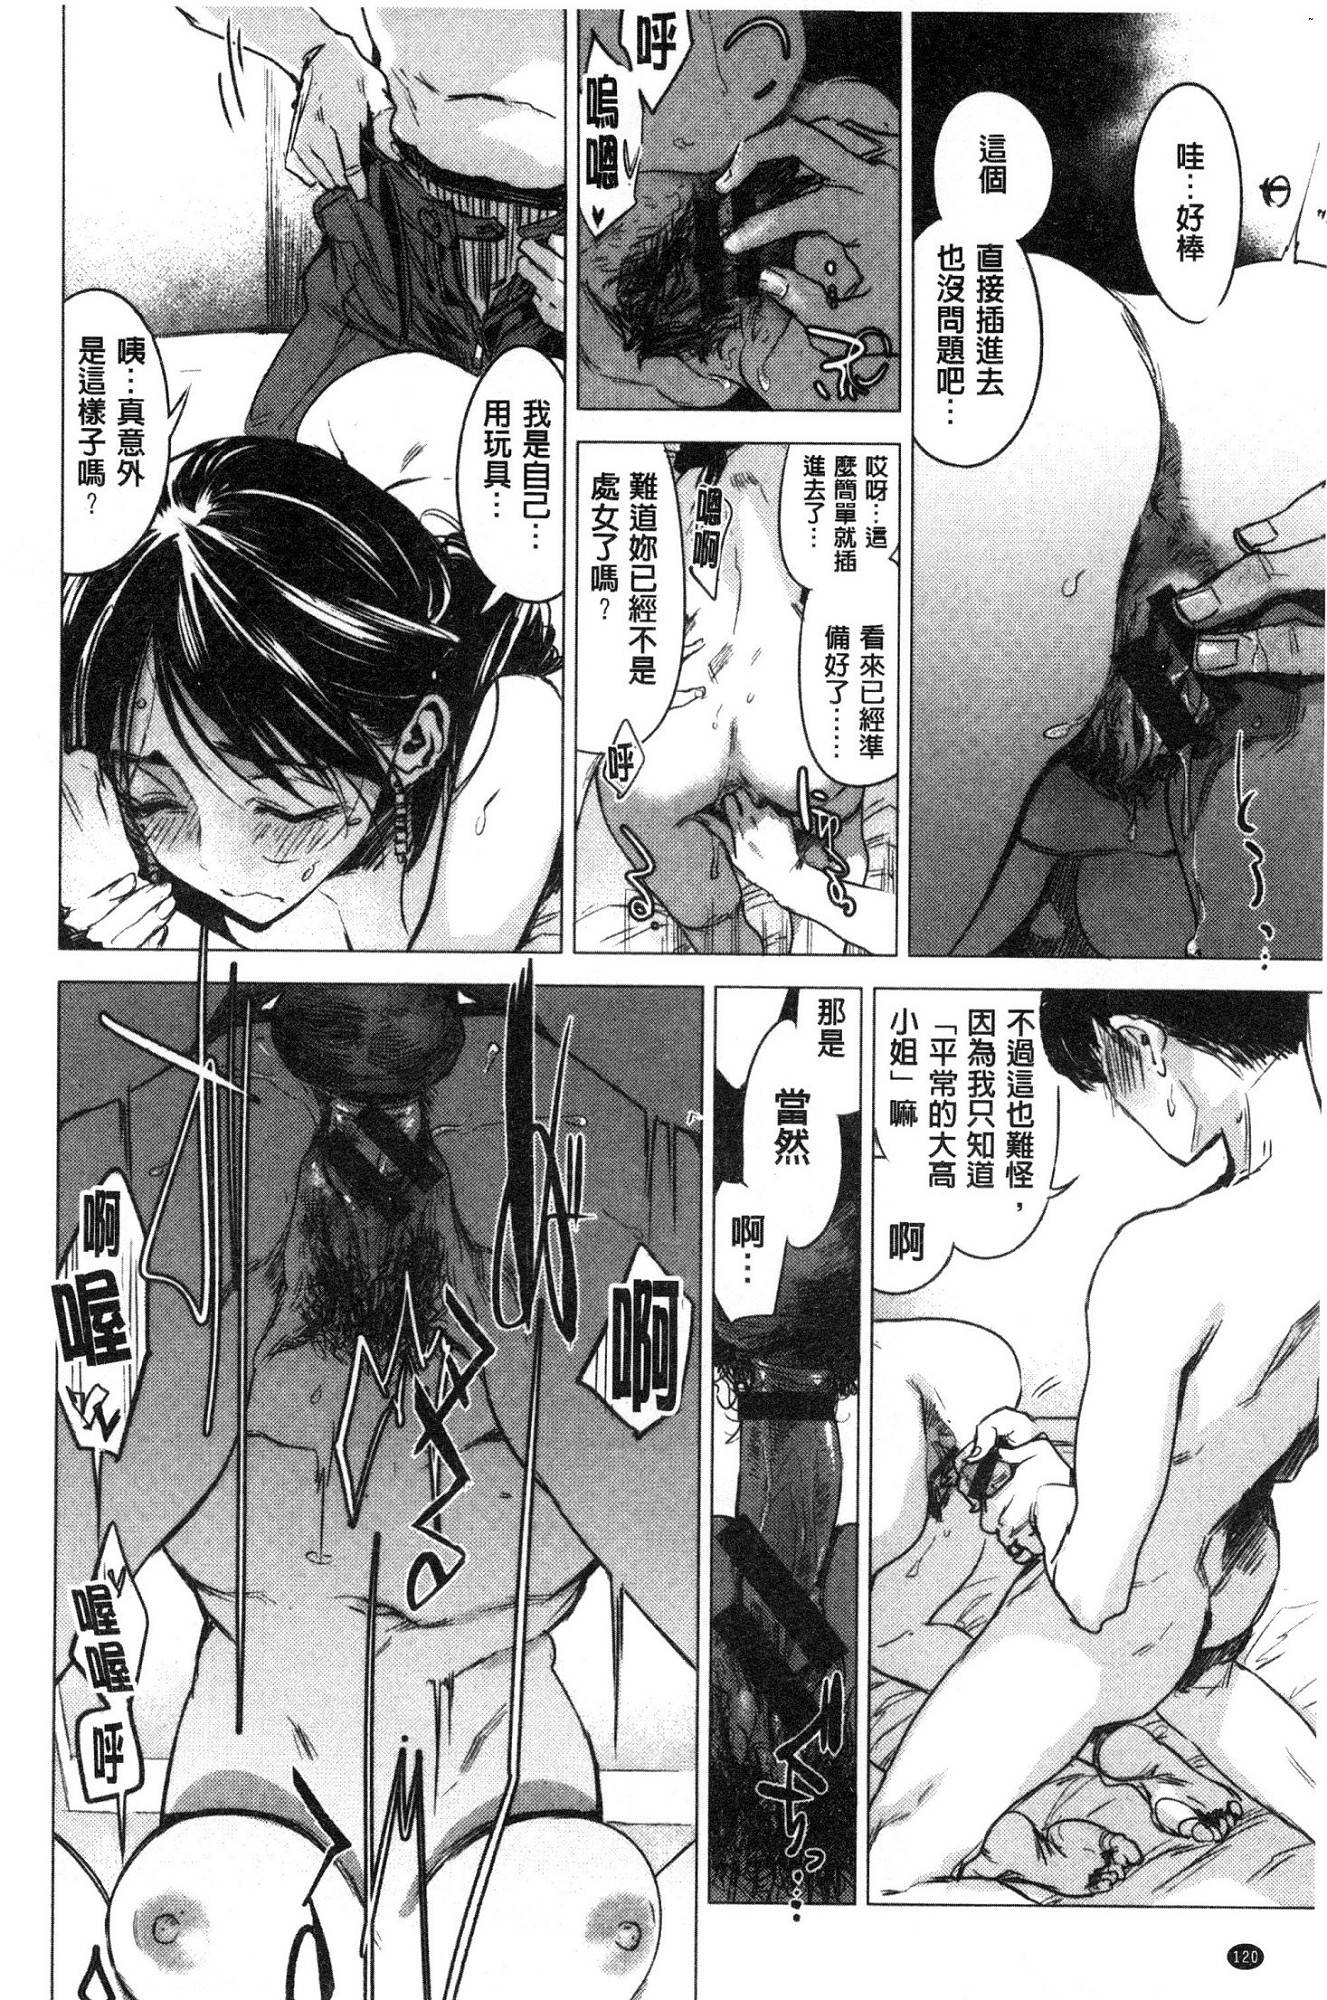 哇…好棒
這個
直接插進去
也沒問題吧…
呼
嗚嗯
哎呀…這
麼簡單就插
進去了…
看來已經準
備好了……
嗯
啊
難道妳已經不是
處女了嗎？
呼
我是自己…
用玩具…
咦…真意外
是這樣子嗎？
不過這也難怪，
因為我只知道
「平常的大高
小姐」嘛
啊
那是
當然
啊…
啊
啊
喔
喔喔
呼
120